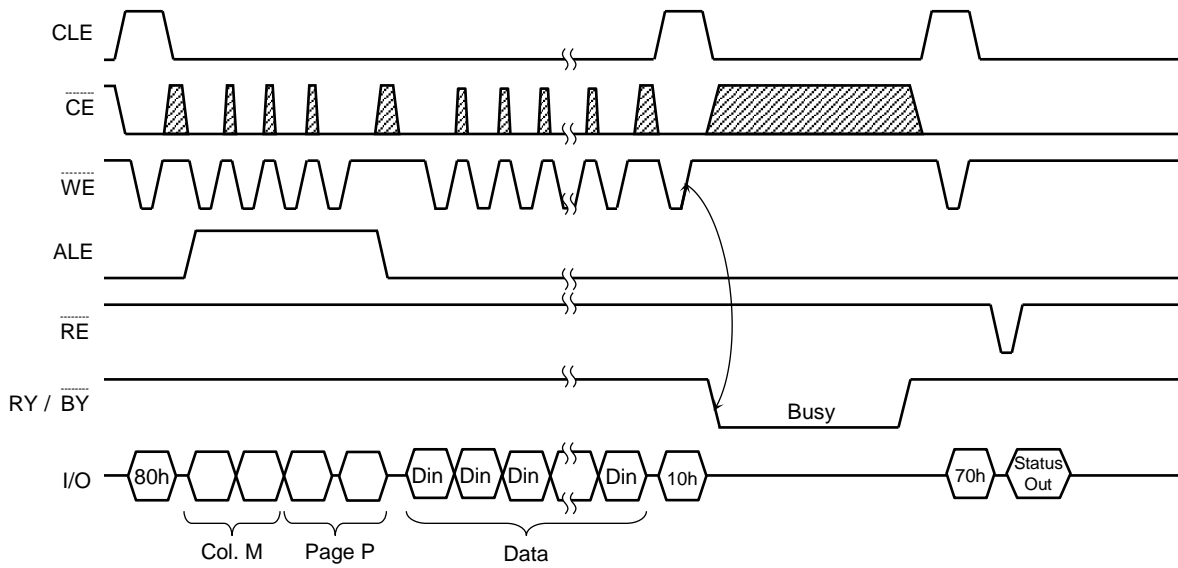 CLE
CE
WE
ALE
RE
RY / BY
Busy
I/O
80h
Din Din Din Din
10h
70h
Status
Out
Col. M Page P Data